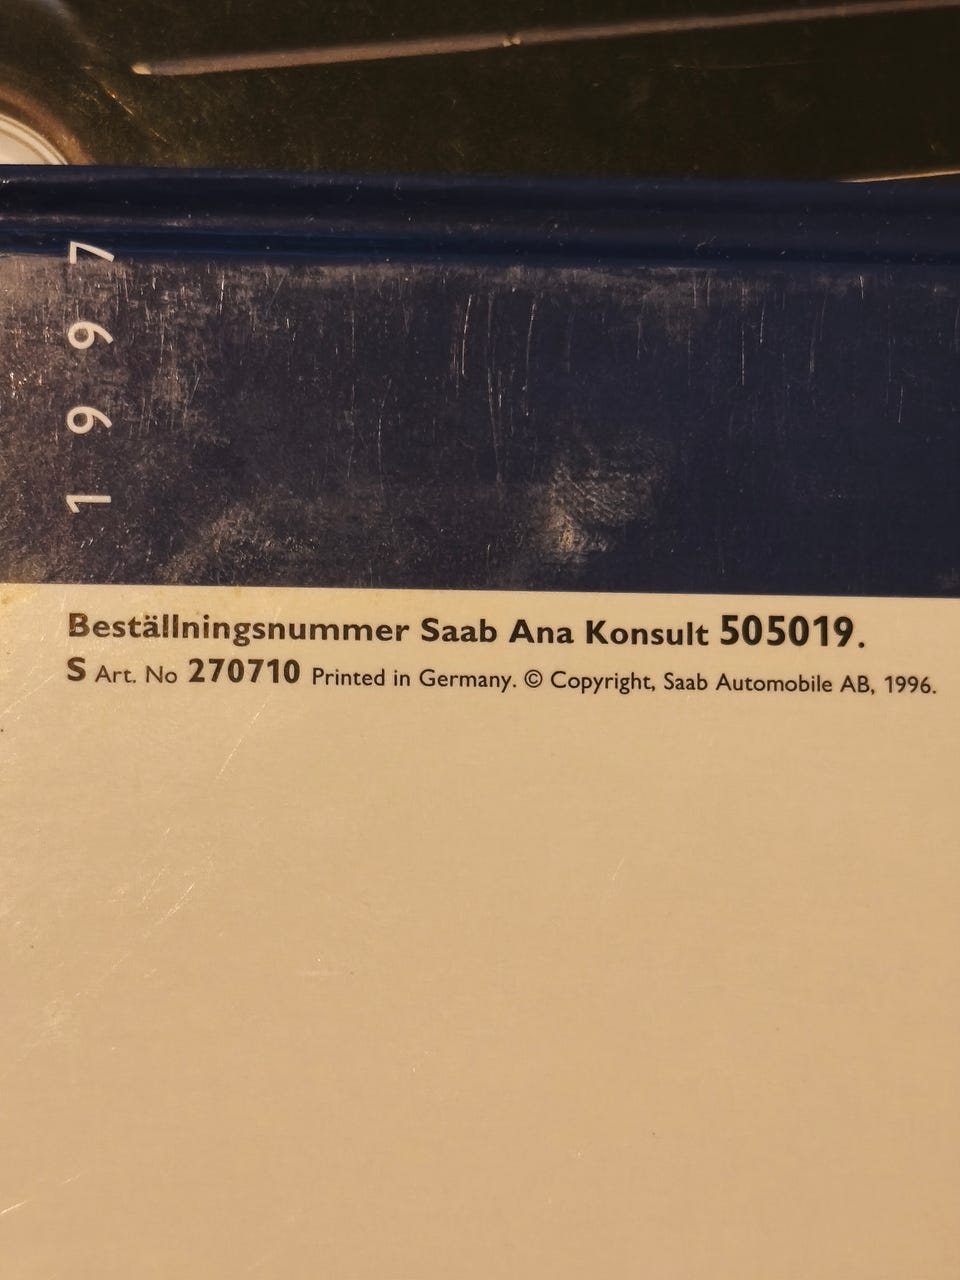 1997
Beställningsnummer Saab Ana Konsult 505019.
S Art. No 270710 Printed in Germany. © Copyright, Saab Automobile AB, 1996.